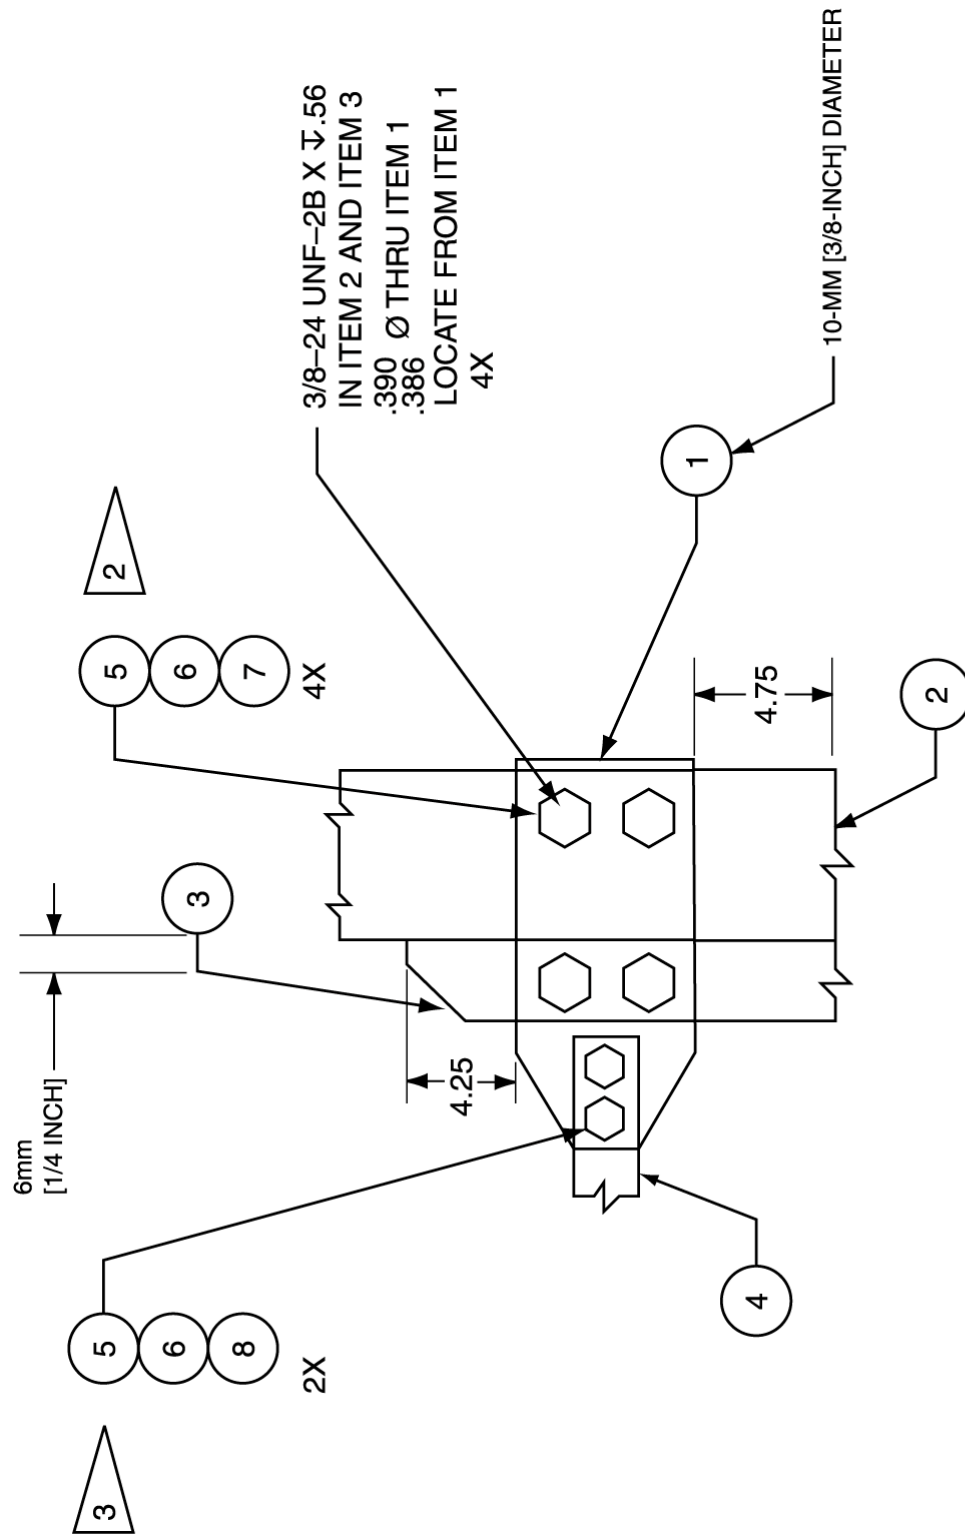 3
5
6
8
2X
6mm
[1/4 INCH]
4.25
3
5
6
7
4X
2
3/8–24 UNF–2B X ↧.56
IN ITEM 2 AND ITEM 3
.390
.386 Ø THRU ITEM 1
LOCATE FROM ITEM 1
4X
4
4.75
1
2
10-MM [3/8-INCH] DIAMETER